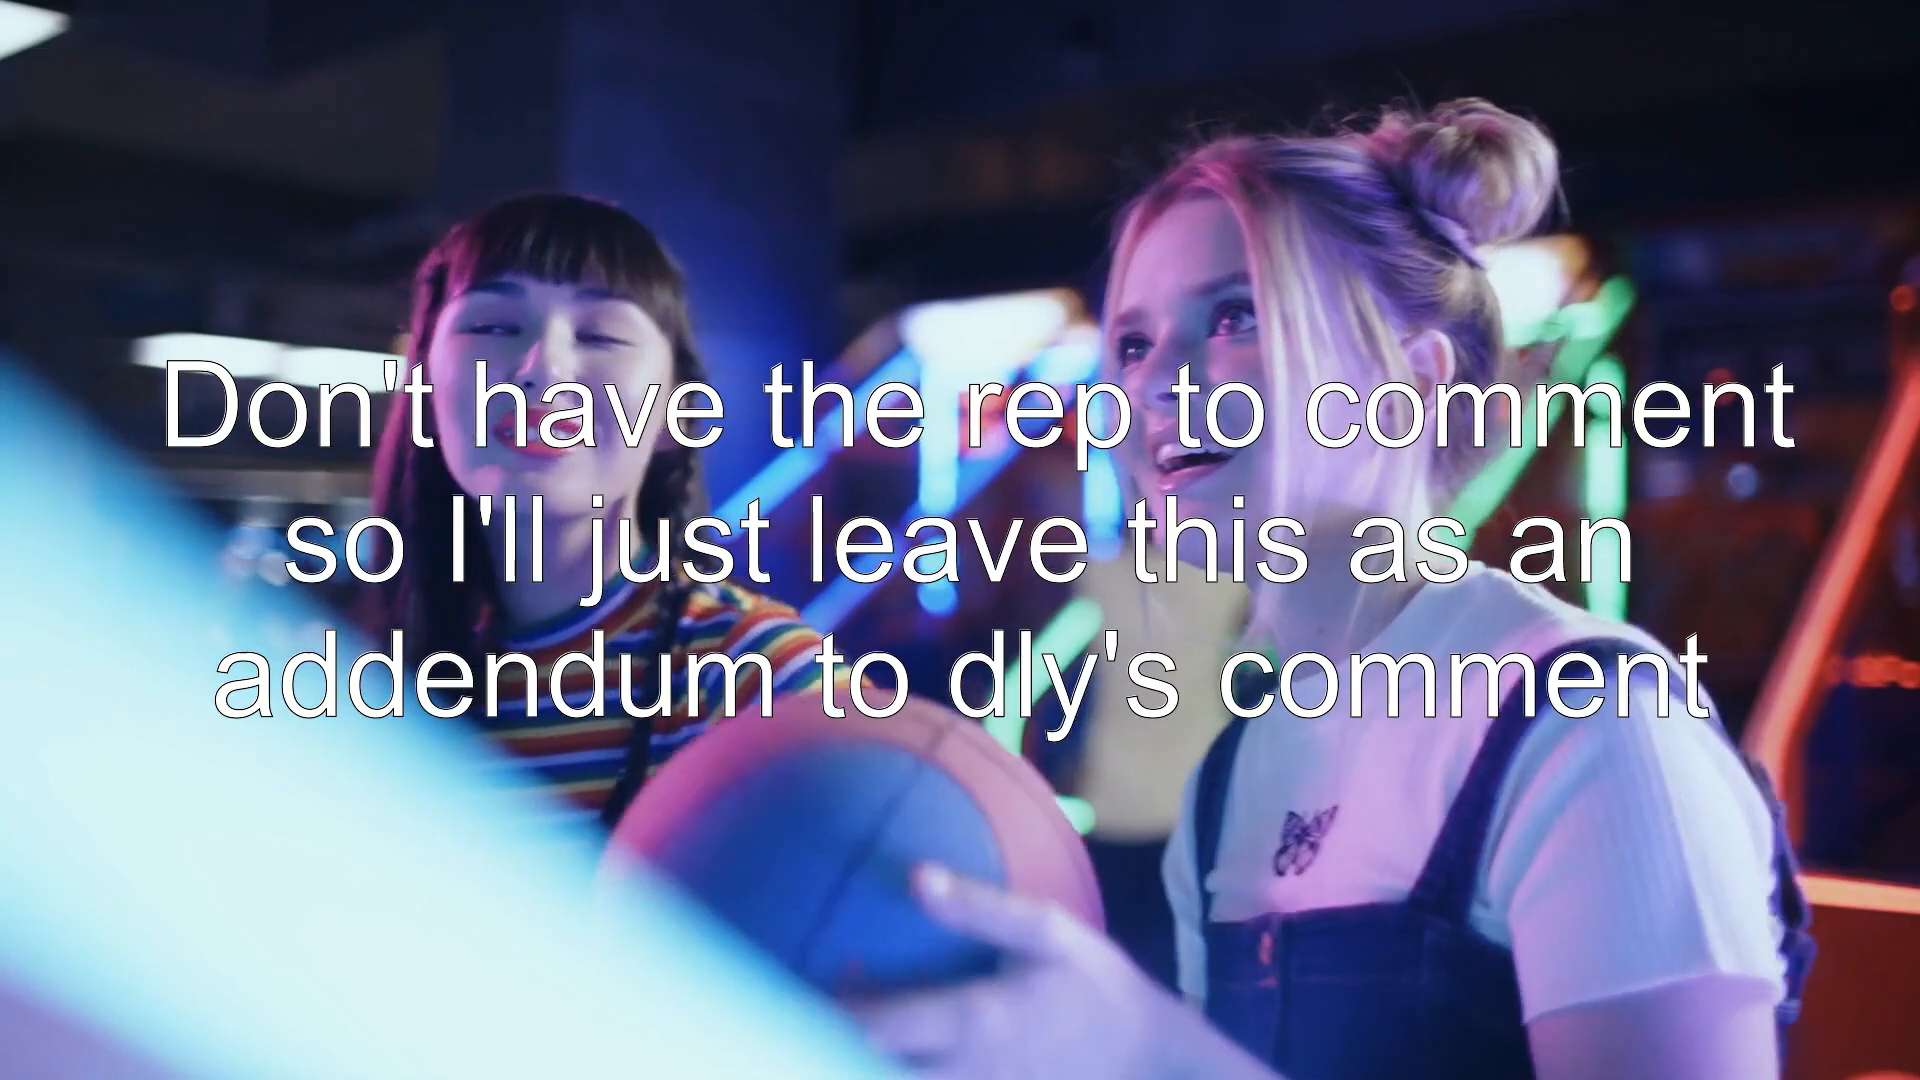 Don't have the rep to comment
so I'll just leave this as an
addendum to dly's comment